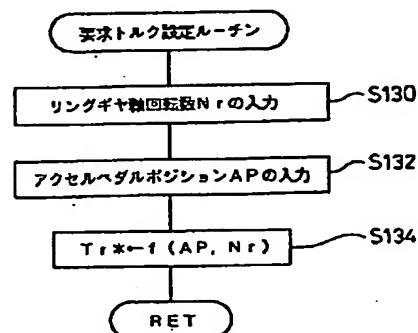 要求トルク設定ルーチン
リングギヤ軸回転数Nrの入力
S130
アクセルペダルポジションAPの入力
S132
Tr*←f(AP, Nr)
S134
RET